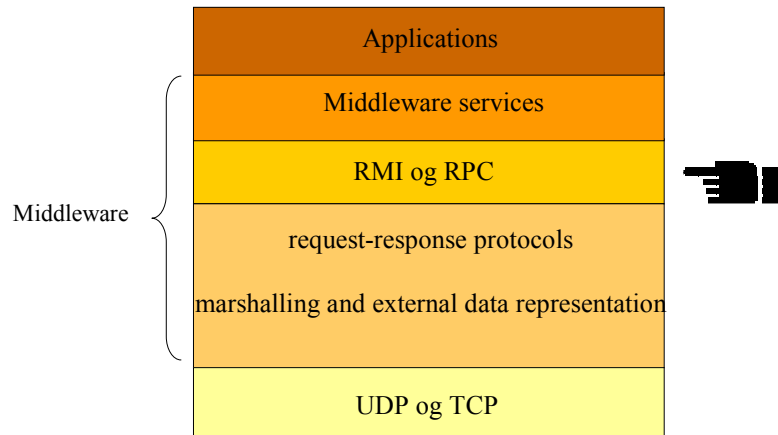 Applications
Middleware services
RMI og RPC
Middleware
request-response protocols
marshalling and external data representation
UDP og TCP